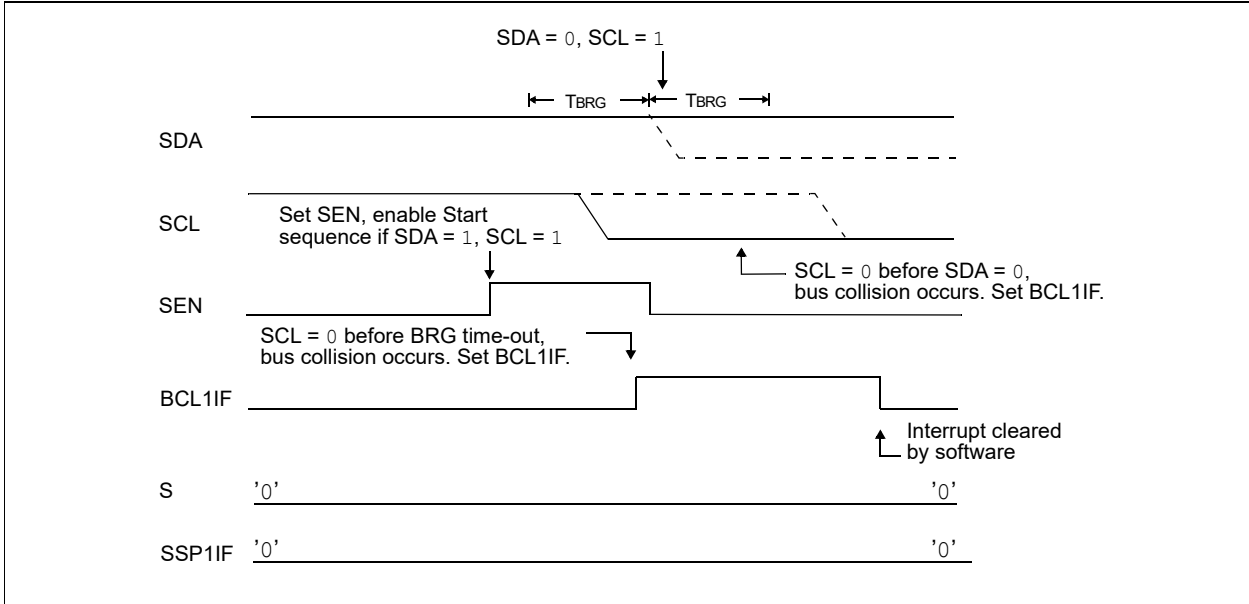 SDA = 0, SCL = 1
TBRG TBRG
SDA
SCL
Set SEN, enable Start
sequence if SDA = 1, SCL = 1
SCL = 0 before SDA = 0,
bus collision occurs. Set BCL1IF.
SEN
SCL = 0 before BRG time-out,
bus collision occurs. Set BCL1IF.
BCL1IF
Interrupt cleared
by software
S '0' '0'
SSP1IF '0' '0'